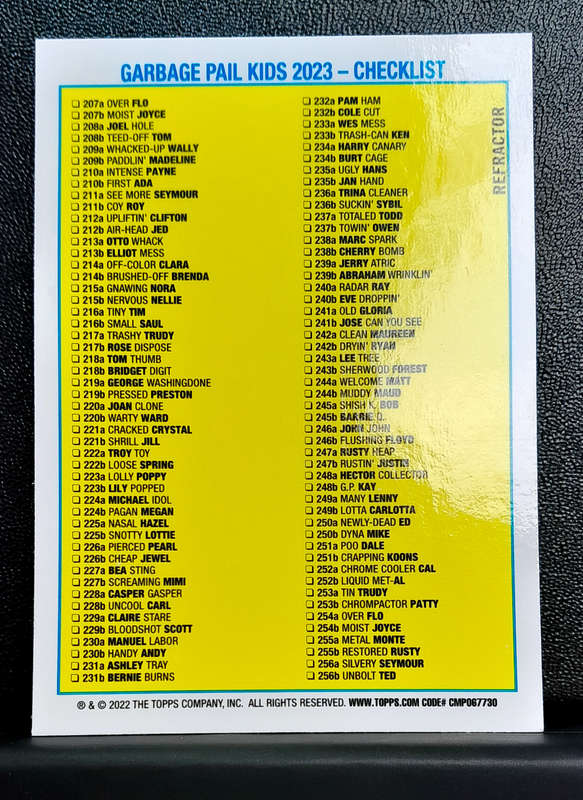 GARBAGE PAIL KIDS 2023 – CHECKLIST
❏ 207a OVER FLO
❏ 207b MOIST JOYCE
❏ 208a JOEL HOLE
❏ 208b TEED-OFF TOM
❏ 209a WHACKED-UP WALLY
❏ 209b PADDLIN' MADELINE
❏ 210a INTENSE PAYNE
❏ 210b FIRST ADA
❏ 211a SEE MORE SEYMOUR
❏ 211b COY ROY
❏ 212a UPLIFTIN' CLIFTON
❏ 212b AIR-HEAD JED
❏ 213a OTTO WHACK
❏ 213b ELLIOT MESS
❏ 214a OFF-COLOR CLARA
❏ 214b BRUSHED-OFF BRENDA
❏ 215a GNAWING NORA
❏ 215b NERVOUS NELLIE
❏ 216a TINY TIM
❏ 216b SMALL SAUL
❏ 217a TRASHY TRUDY
❏ 217b ROSE DISPOSE
❏ 218a TOM THUMB
❏ 218b BRIDGET DIGIT
❏ 219a GEORGE WASHINGDONE
❏ 219b PRESSED PRESTON
❏ 220a JOAN CLONE
❏ 220b WARTY WARD
❏ 221a CRACKED CRYSTAL
❏ 221b SHRILL JILL
❏ 222a TROY TOY
❏ 222b LOOSE SPRING
❏ 223a LOLLY POPPY
❏ 223b LILY POPPED
❏ 224a MICHAEL IDOL
❏ 224b PAGAN MEGAN
❏ 225a NASAL HAZEL
❏ 225b SNOTTY LOTTIE
❏ 226a PIERCED PEARL
❏ 226b CHEAP JEWEL
❏ 227a BEA STING
❏ 227b SCREAMING MIMI
❏ 228a CASPER GASPER
❏ 228b UNCOOL CARL
❏ 229a CLAIRE STARE
❏ 229b BLOODSHOT SCOTT
❏ 230a MANUEL LABOR
❏ 230b HANDY ANDY
❏ 231a ASHLEY TRAY
❏ 231b BERNIE BURNS
❏ 232a PAM HAM
❏ 232b COLE CUT
❏ 233a WES MESS
❏ 233b TRASH-CAN KEN
❏ 234a HARRY CANARY
❏ 234b BURT CAGE
❏ 235a UGLY HANS
❏ 235b JAN HAND
❏ 236a TRINA CLEANER
❏ 236b SUCKIN' SYBIL
❏ 237a TOTALED TODD
❏ 237b TOWIN' OWEN
❏ 238a MARC SPARK
❏ 238b CHERRY BOMB
❏ 239a JERRY ATRIC
❏ 239b ABRAHAM WRINKLIN'
❏ 240a RADAR RAY
❏ 240b EVE DROPPIN'
❏ 241a OLD GLORIA
❏ 241b JOSE CAN YOU SEE
❏ 242a CLEAN MAUREEN
❏ 242b DRYIN' RYAN
❏ 243a LEE TREE
❏ 243b SHERWOOD FORREST
❏ 244a WELCOME MATT
❏ 244b MUDDY MAUD
❏ 245a SHISH K. BOB
❏ 245b BARBIE Q.
❏ 246a JOHN JOHN
❏ 246b FLUSHING FLOYD
❏ 247a RUSTY HEAP
❏ 247b RUSTIN' JUSTIN
❏ 248a HECTOR COLLECTOR
❏ 248b G.P. KAY
❏ 249a MANY LENNY
❏ 249b LOTTA CARLOTTA
❏ 250a NEWLY-DEAD ED
❏ 250b DYNA MIKE
❏ 251a POO DALE
❏ 251b CRAPPING KOONS
❏ 252a CHROME COOLER CAL
❏ 252b LIQUID MET-AL
❏ 253a TIN TRUDY
❏ 253b CHROMPACTOR PATTY
❏ 254a OVER FLO
❏ 254b MOIST JOYCE
❏ 255a METAL MONTE
❏ 255b RESTORED RUSTY
❏ 256a SILVERY SEYMOUR
❏ 256b UNBOLT TED
REFRACTOR
® & © 2022 THE TOPPS COMPANY, INC. ALL RIGHTS RESERVED. WWW.TOPPS.COM CODE# CMP067730